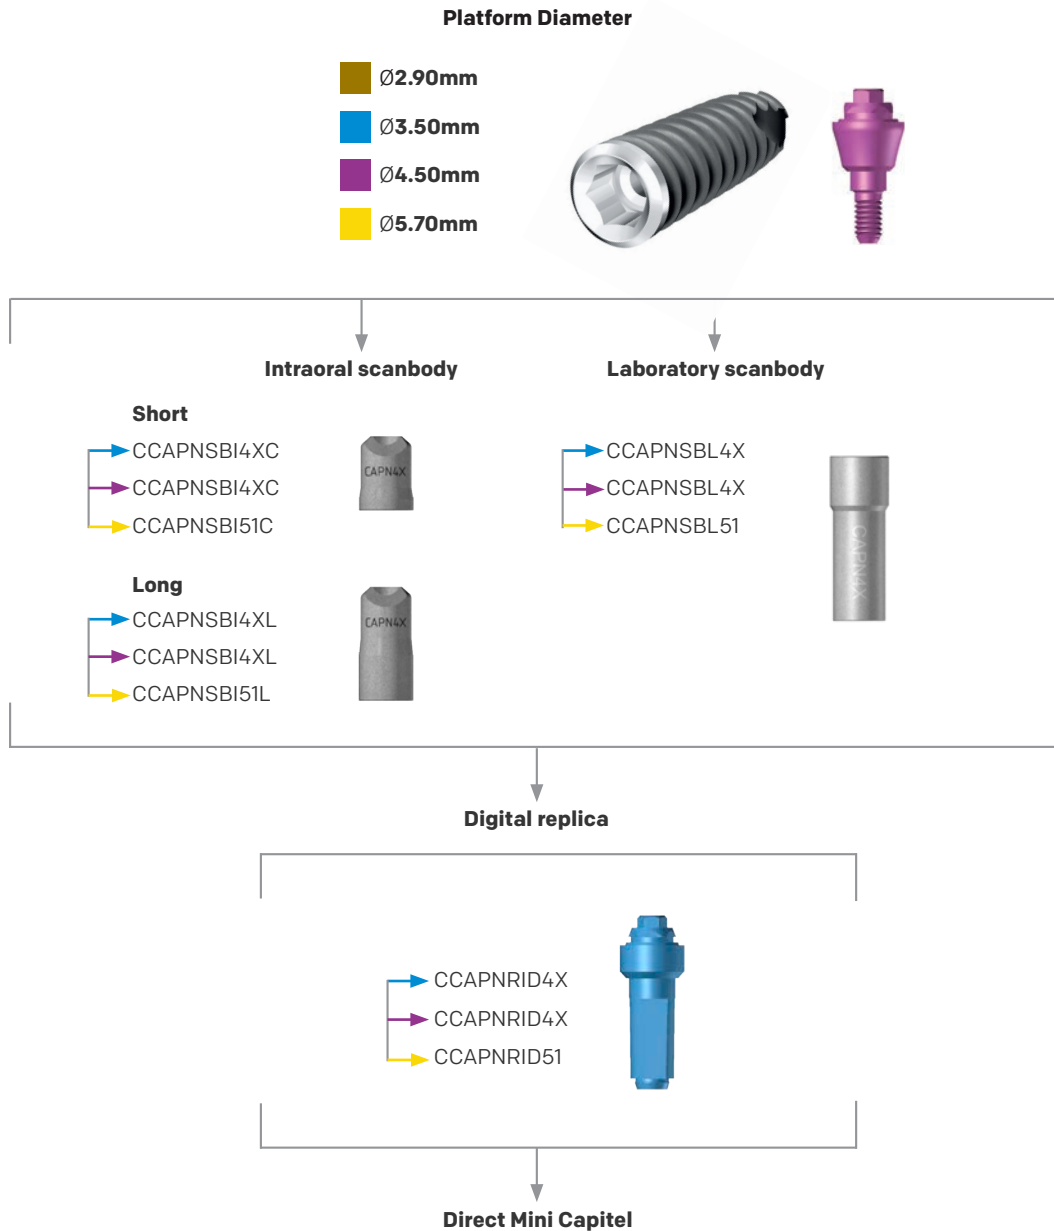 Platform Diameter
Ø2.90mm
Ø3.50mm
Ø4.50mm
Ø5.70mm
Intraoral scanbody
Short
CCAPNSBI4XC
CCAPNSBI4XC
CCAPNSBI51C
CAPN4X
Long
CCAPNSBI4XL
CCAPNSBI4XL
CCAPNSBI51L
CAPN4X
Laboratory scanbody
CCAPNSBL4X
CCAPNSBL4X
CCAPNSBL51
CAPN4X
Digital replica
CCAPNRID4X
CCAPNRID4X
CCAPNRID51
Direct Mini Capitel